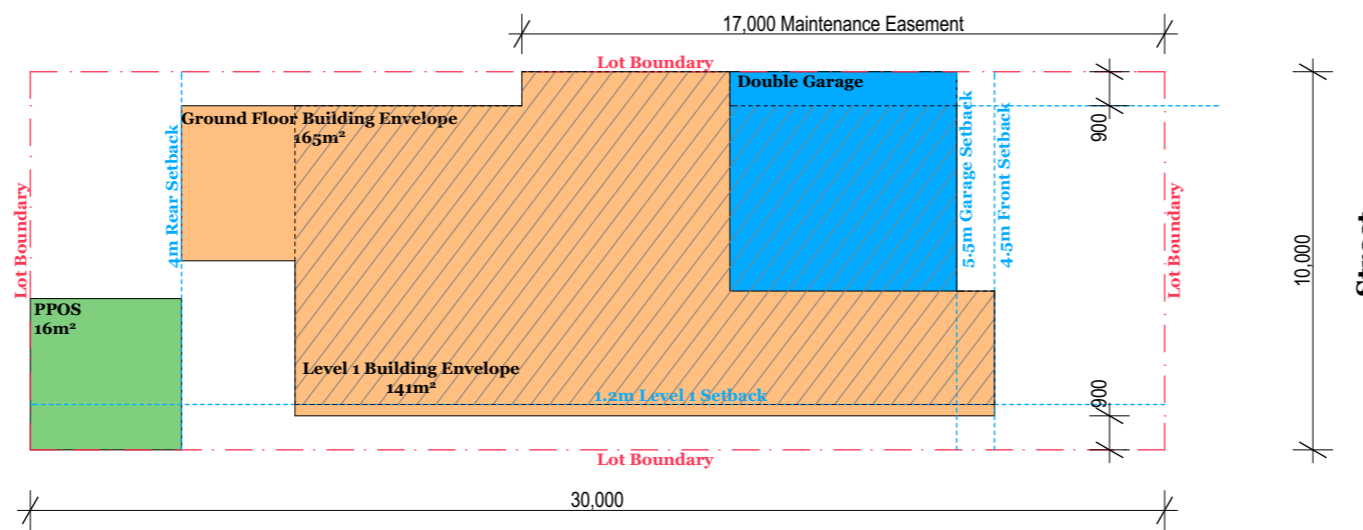 17,000 Maintenance Easement
Lot Boundary
Double Garage
Ground Floor Building Envelope
165m²
900
4m Rear Setback
5.5m Garage Setback
4.5m Front Setback
Lot Boundary
Lot Boundary
10,000
Street
PPOS
16m²
Level 1 Building Envelope
141m²
1.2m Level 1 Setback
900
Lot Boundary
30,000